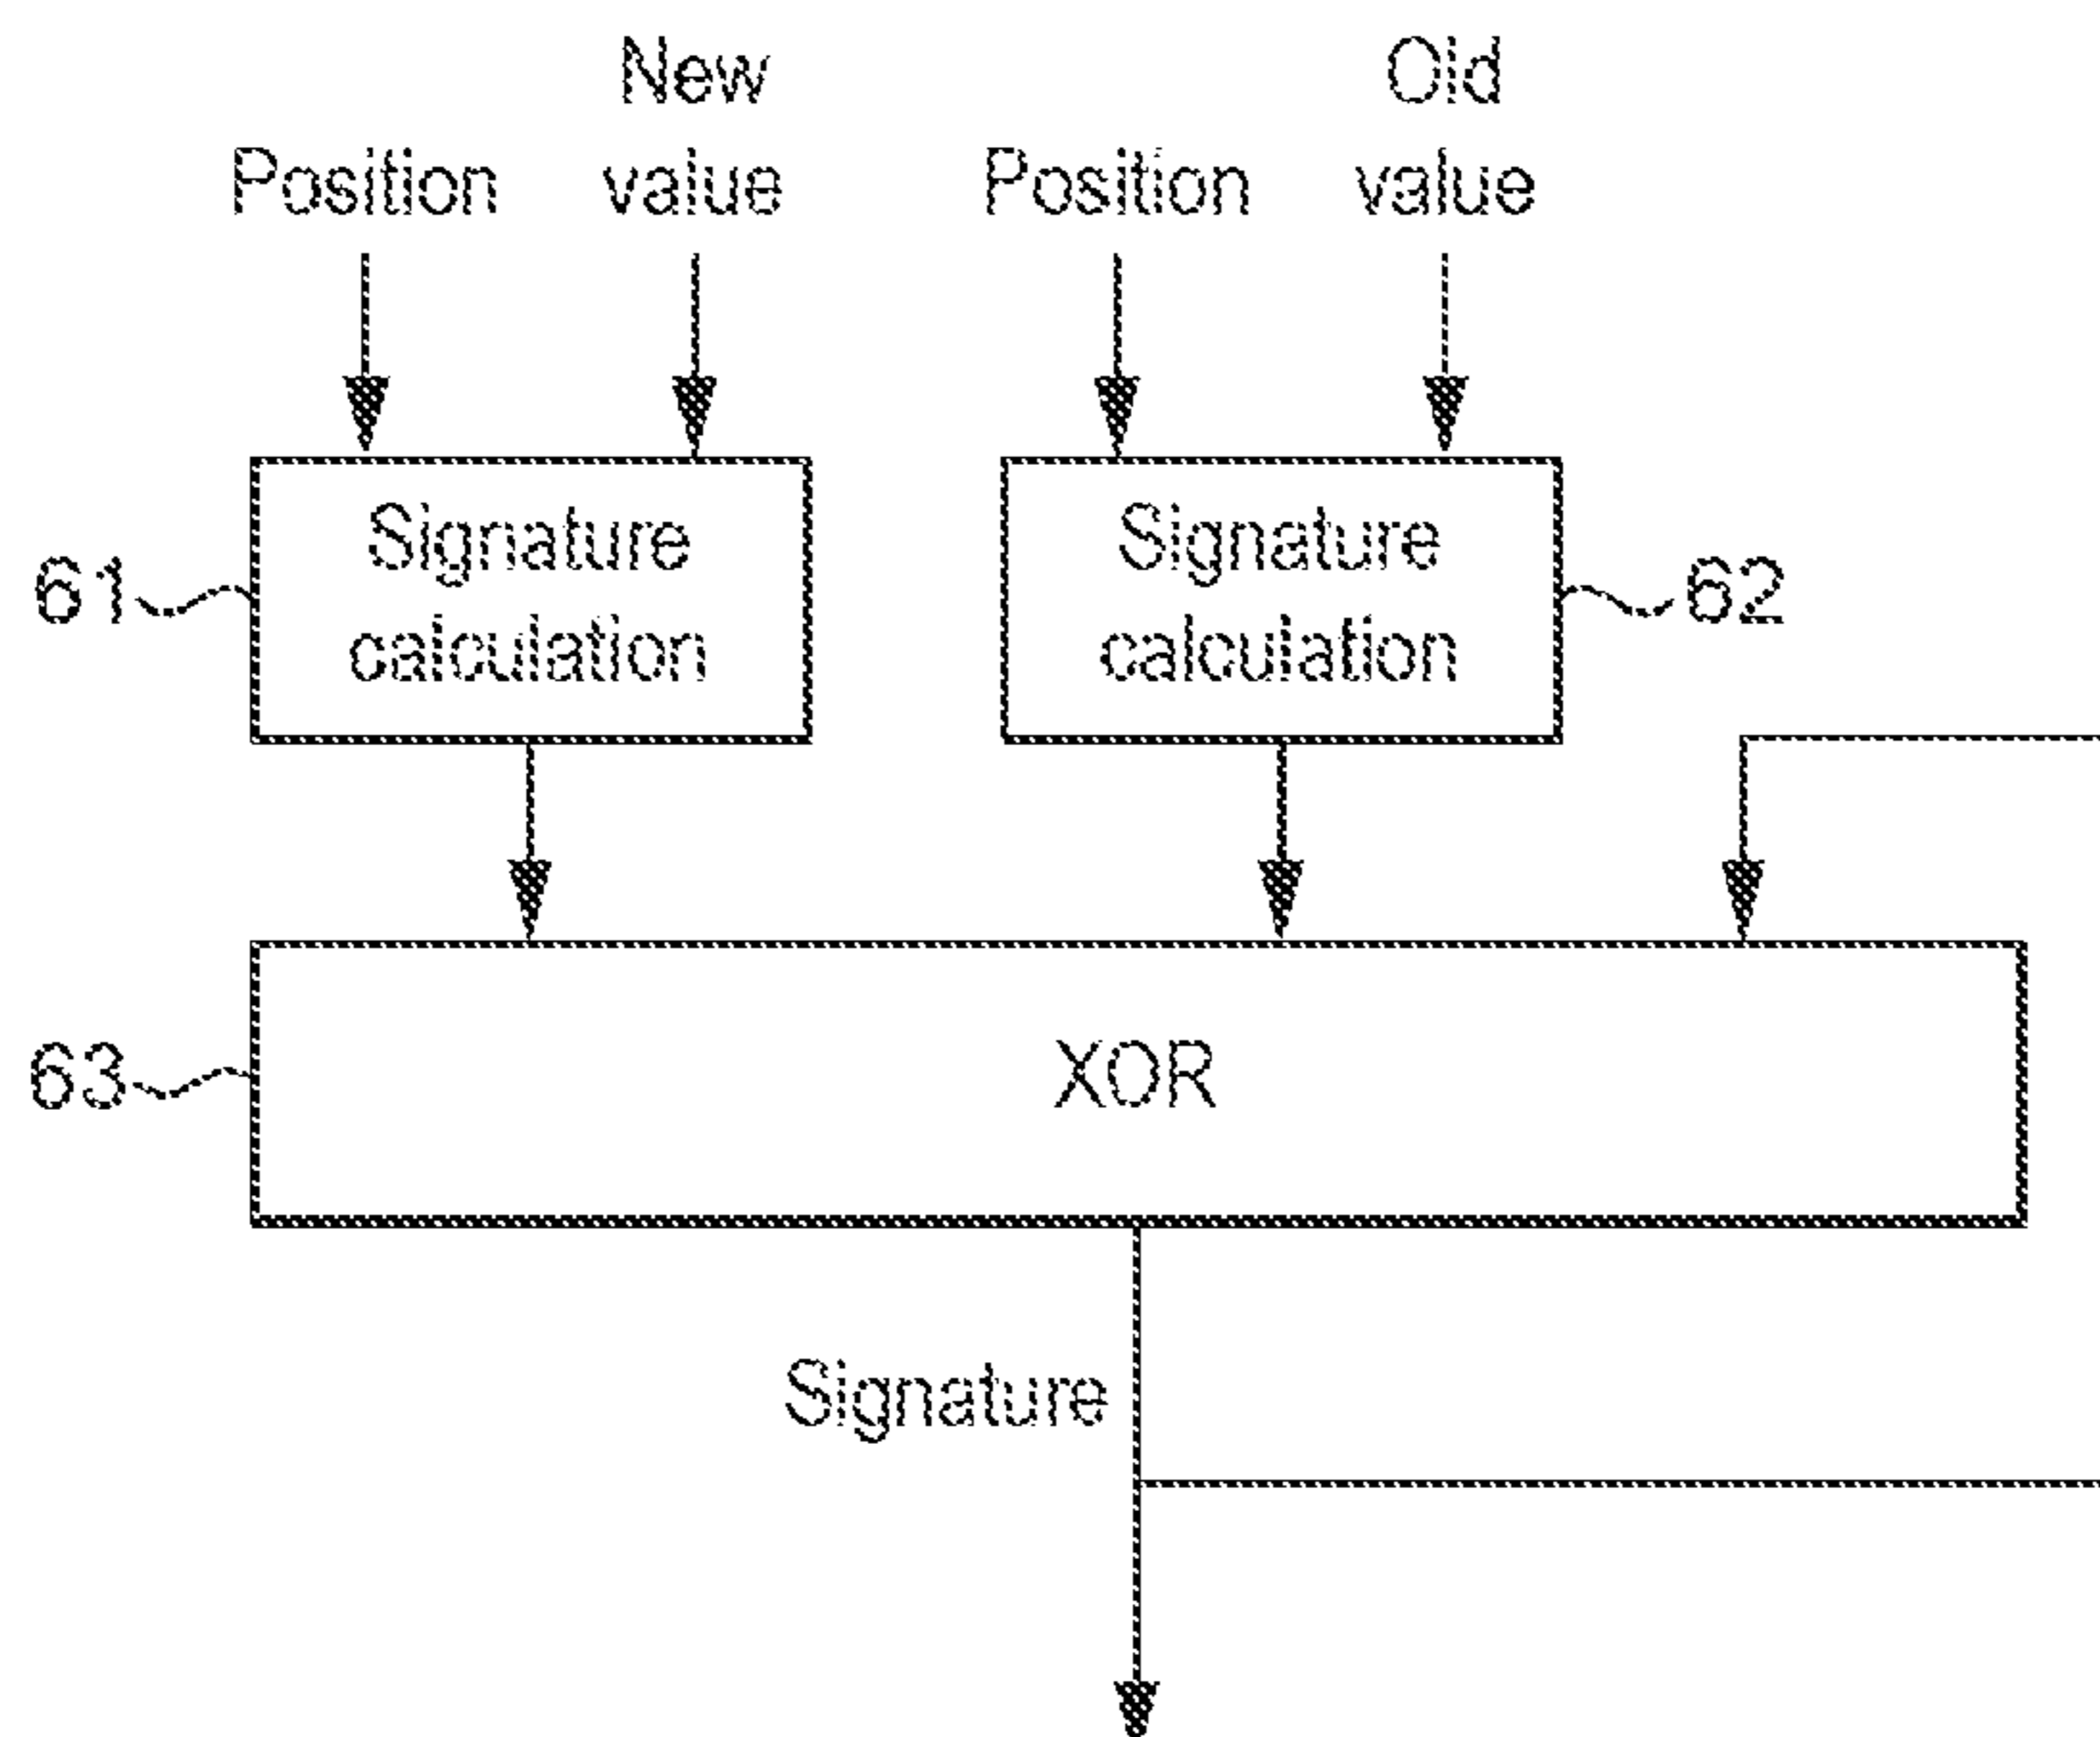 New
Position value
Old
Position value
Signature
calculation
61
Signature
calculation
62
XOR
63
Signature